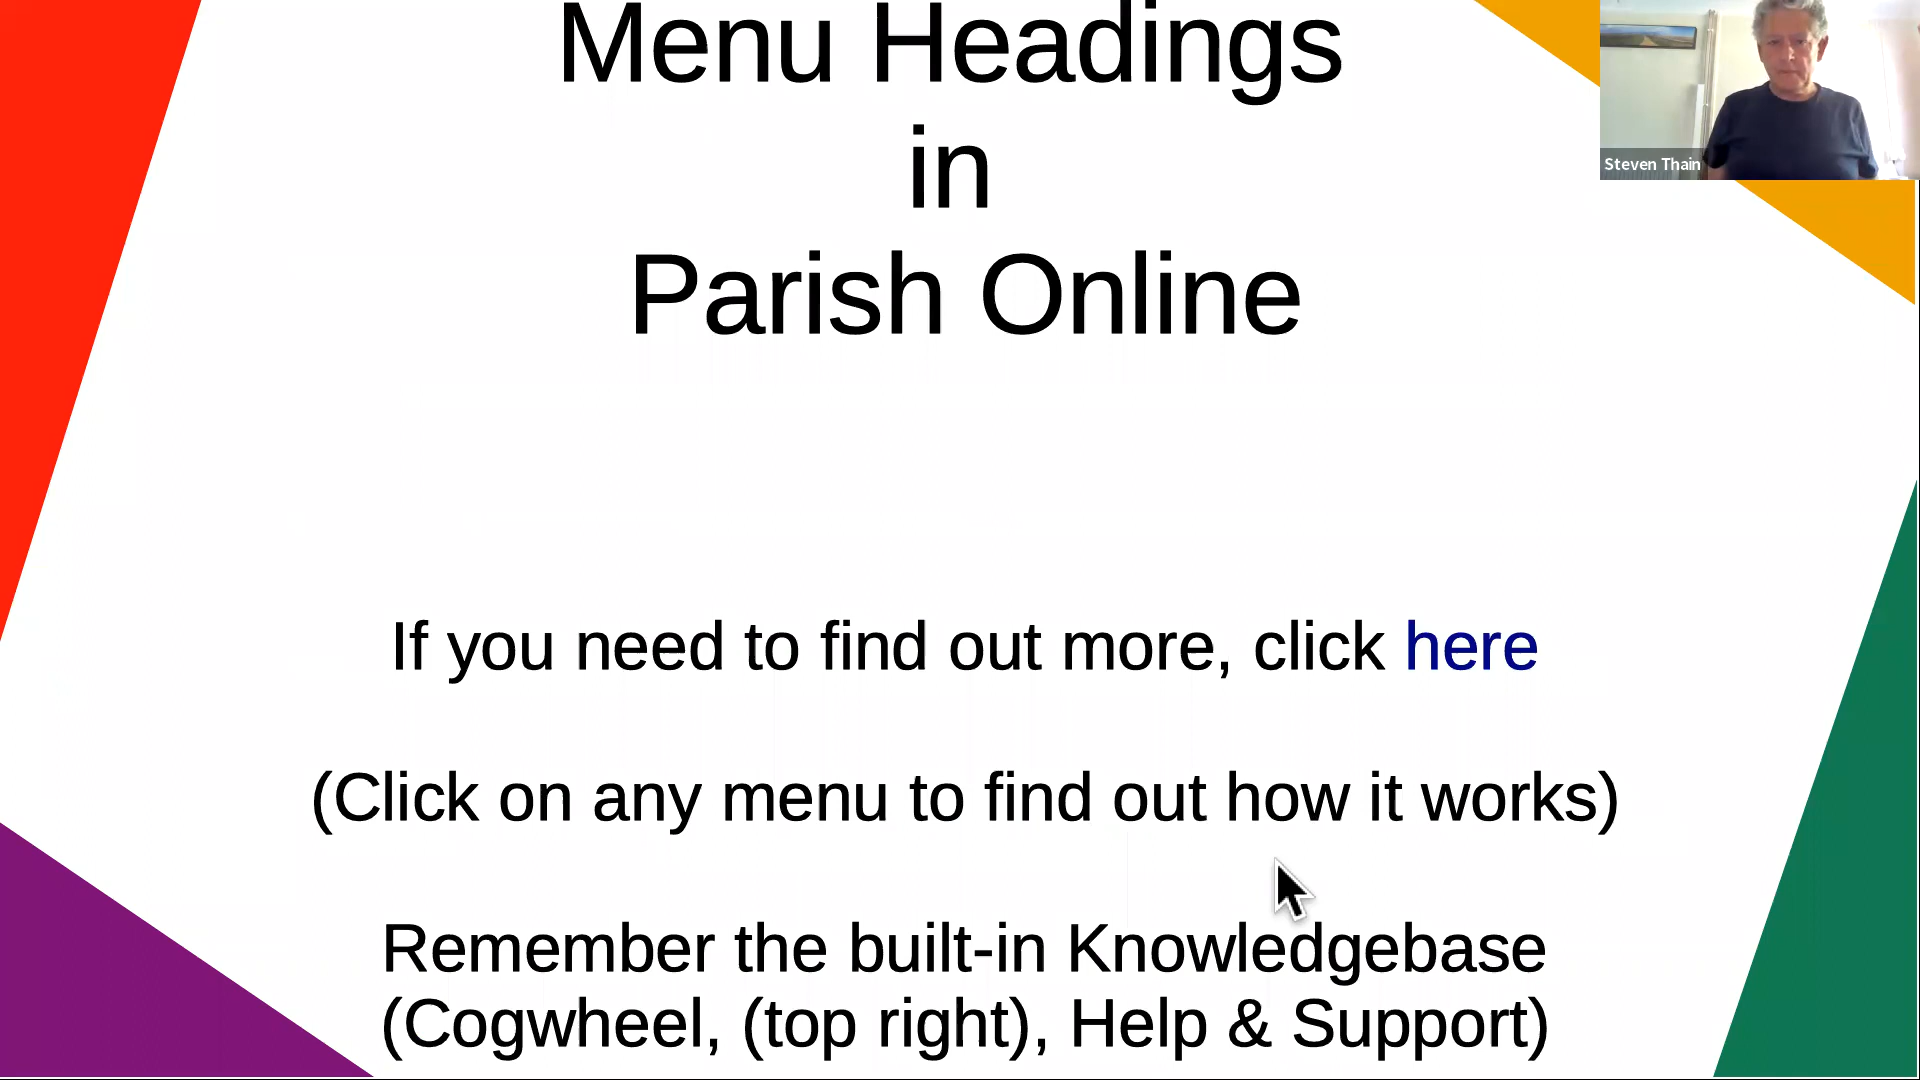 Menu Headings
in
Parish Online
Steven Thain
If you need to find out more, click here
(Click on any menu to find out how it works)
Remember the built-in Knowledgebase
(Cogwheel, (top right), Help & Support)